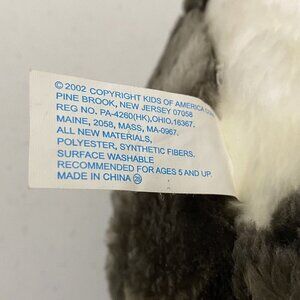 © 2002 COPYRIGHT KIDS OF AMERICA
PINE BROOK, NEW JERSEY 07058
REG NO. PA-4260(HK),OHIO.16367.
MAINE, 2058, MASS, MA-0967.
ALL NEW MATERIALS,
POLYESTER, SYNTHETIC FIBERS.
SURFACE WASHABLE
RECOMMENDED FOR AGES 5 AND UP.
MADE IN CHINA